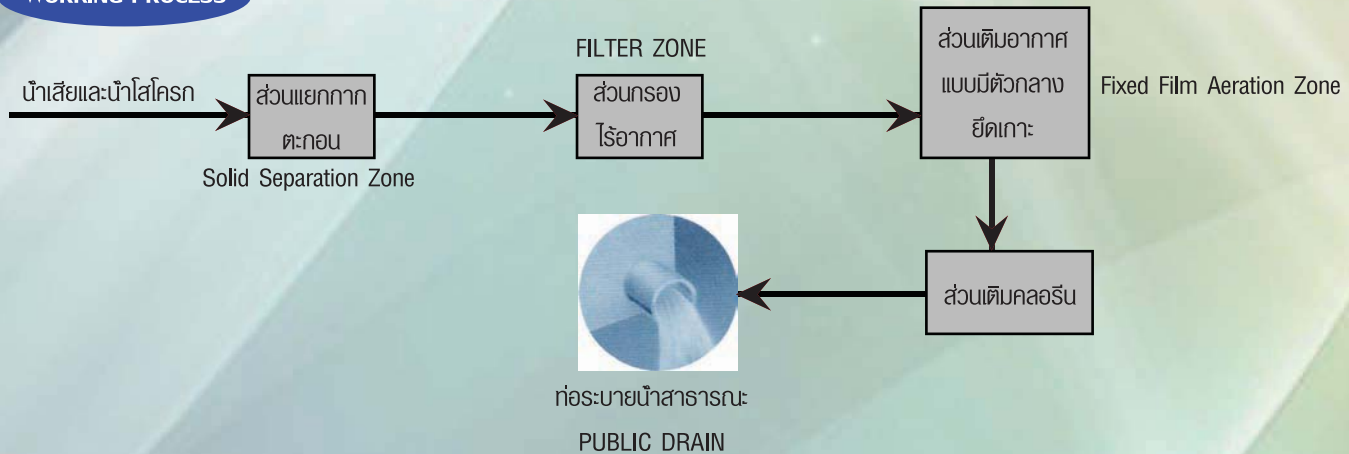 WORKING PROCESS
น้ำเสียและน้ำโสโครก
ส่วนแยกกาก
ตะกอน
Solid Separation Zone
FILTER ZONE
ส่วนกรอง
ไร้อากาศ
ส่วนเติมอากาศ
แบบมีตัวกลาง
ยึดเกาะ
Fixed Film Aeration Zone
ส่วนเติมคลอรีน
ท่อระบายน้ำสาธารณะ
PUBLIC DRAIN